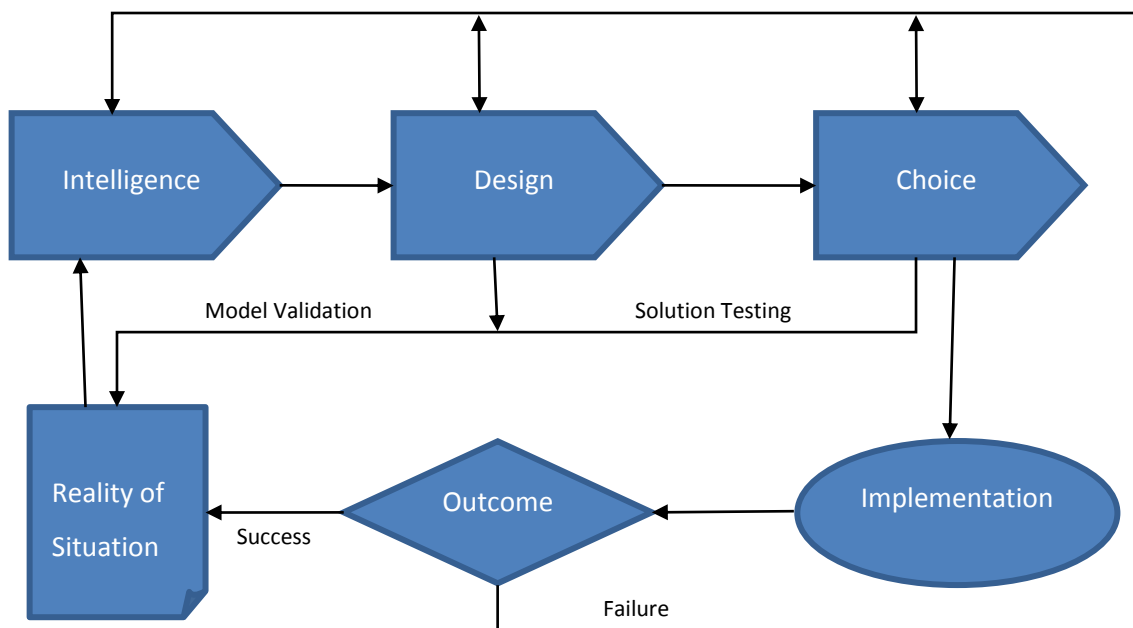 Intelligence
Design
Choice
Model Validation
Solution Testing
Reality of
Situation
Success
Outcome
Implementation
Failure